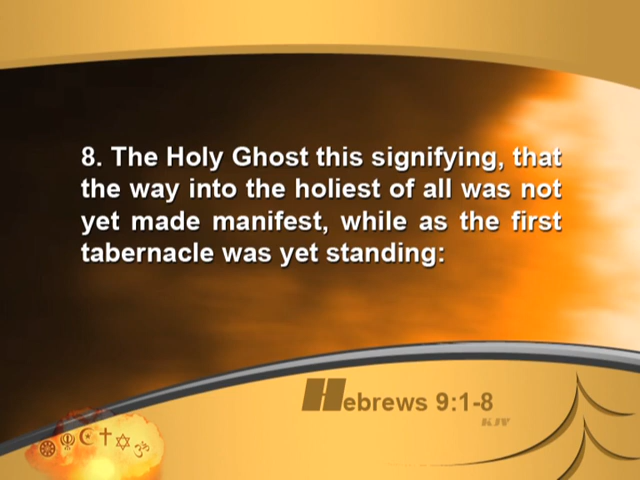 8. The Holy Ghost this signifying, that
the way into the holiest of all was not
yet made manifest, while as the first
tabernacle was yet standing:
Hebrews 9:1-8
KJV